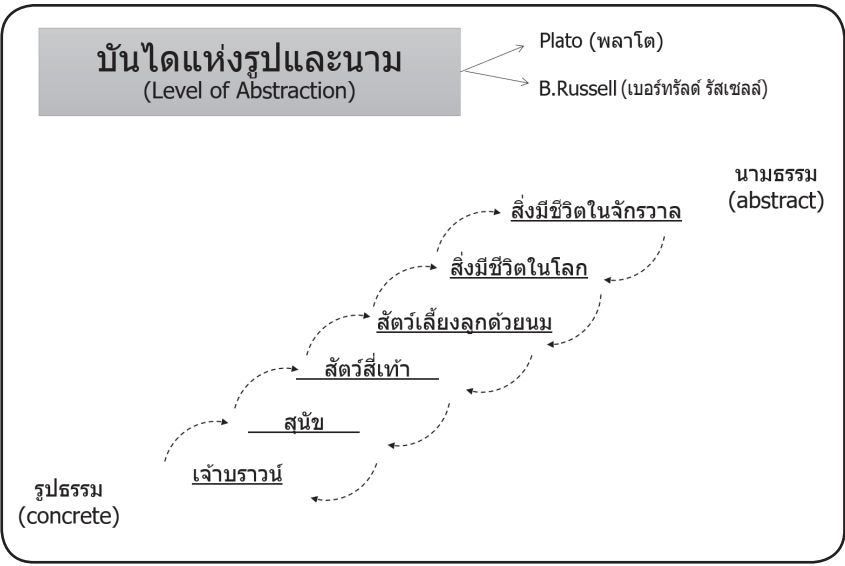 บันไดแห่งรูปและนาม
(Level of Abstraction)
Plato (พลาโต)
B.Russell (เบอร์ทรัลด์ รัสเซลล์)
นามธรรม
(abstract)
สิ่งมีชีวิตในจักรวาล
สิ่งมีชีวิตในโลก
สัตว์เลี้ยงลูกด้วยนม
สัตว์สี่เท้า
สุนัข
เจ้าบราวน์
รูปธรรม
(concrete)